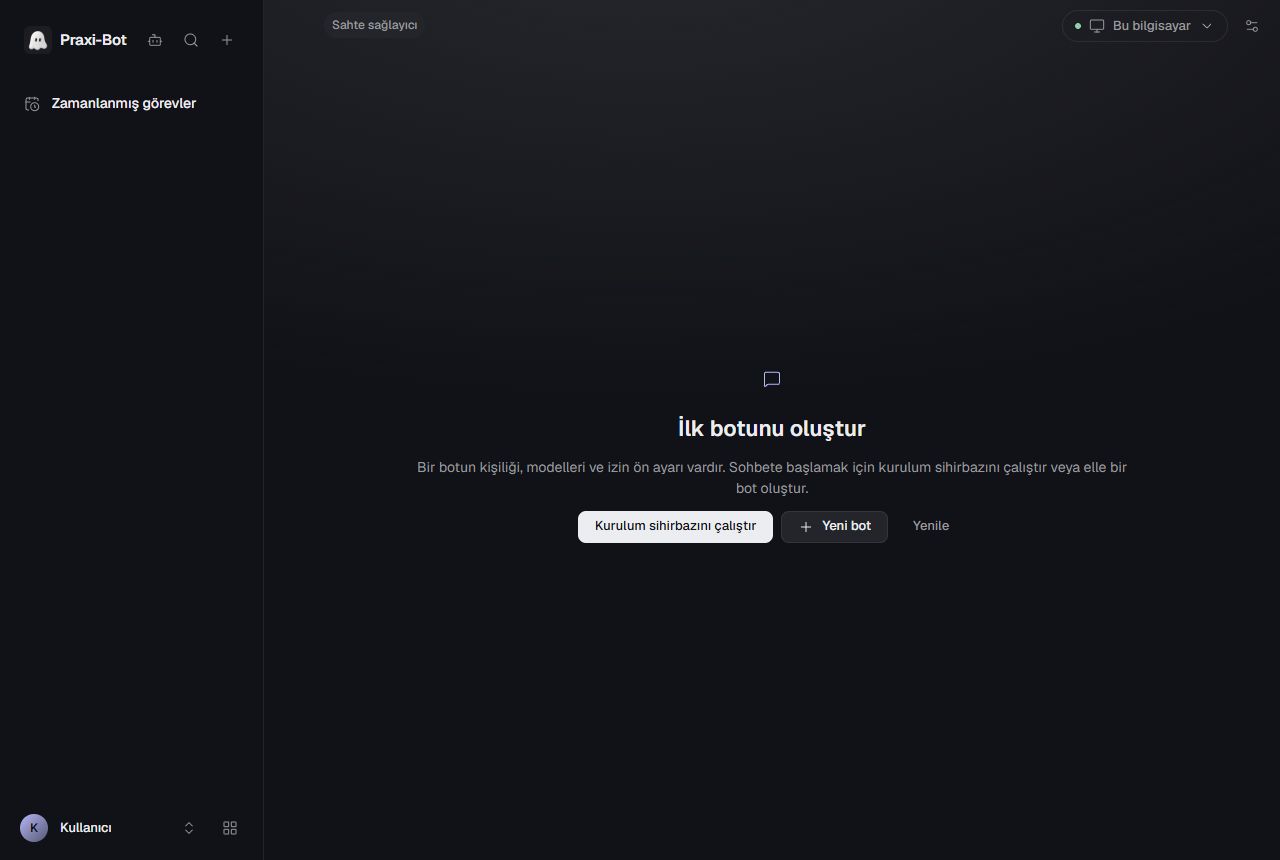 Praxi-Bot
Zamanlanmış görevler
Sahte sağlayıcı
Bu bilgisayar
İlk botunu oluştur
Bir botun kişiliği, modelleri ve izin ön ayarı vardır. Sohbete başlamak için kurulum sihirbazını çalıştır veya elle bir
bot oluştur.
Kurulum sihirbazını çalıştır
Yeni bot
Yenile
K
Kullanıcı